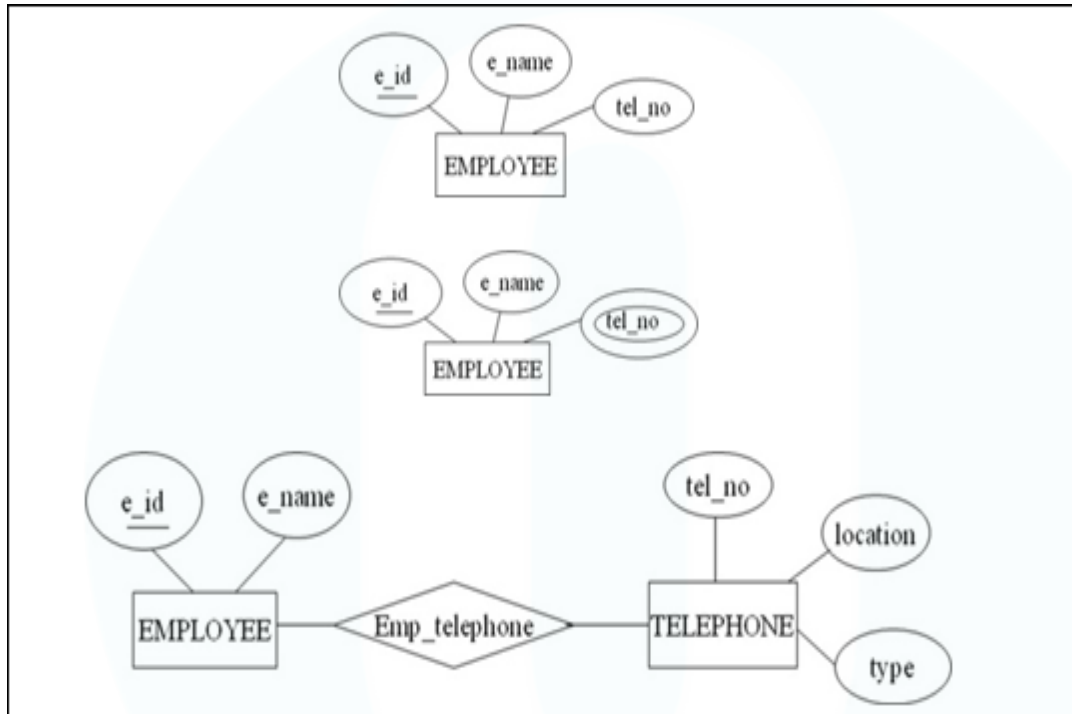 e_id
e_name
tel_no
EMPLOYEE
e_id
e_name
tel_no
EMPLOYEE
e_id
e_name
tel_no
location
EMPLOYEE
Emp_telephone
TELEPHONE
type